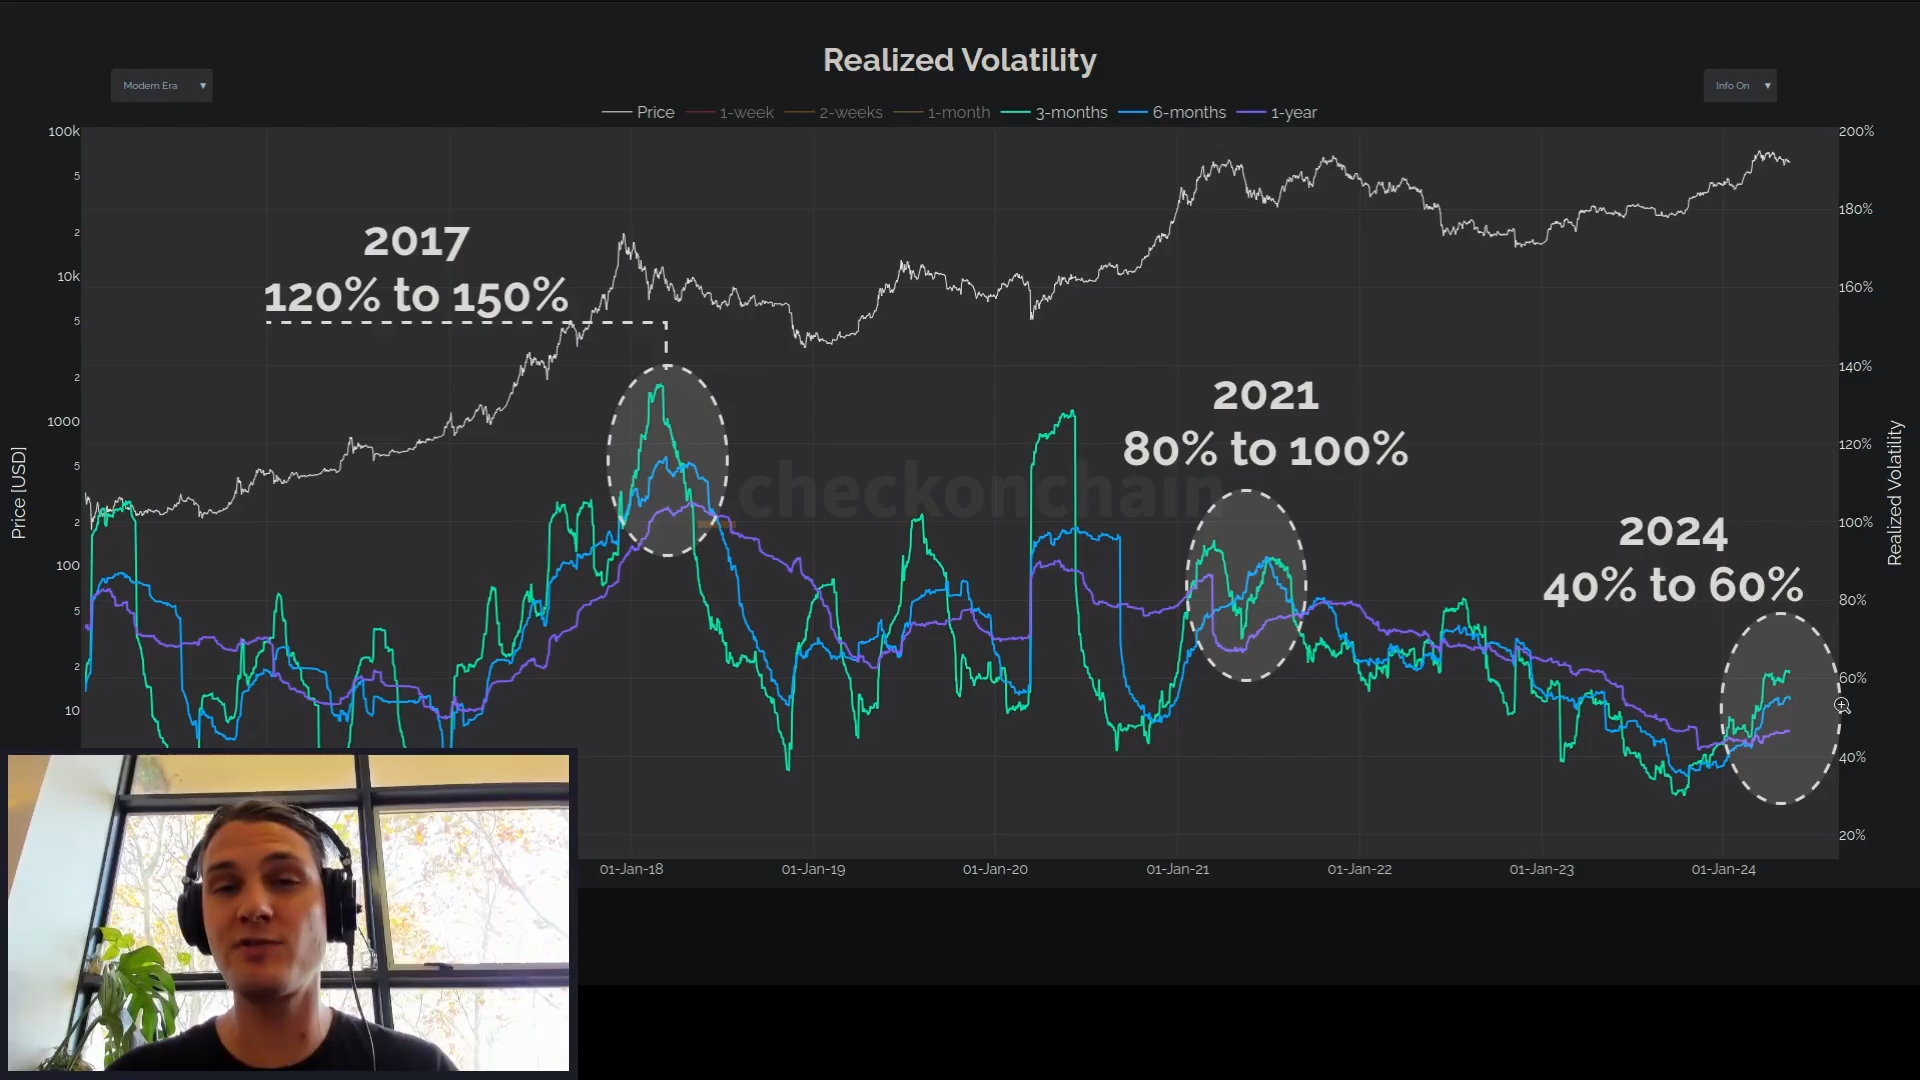 Realized Volatility
Modern Era ▼
Info On ▼
Price 1-week 2-weeks 1-month 3-months 6-months 1-year
100k
5
2
10k
5
2
1000
5
2
100
5
2
10
Price [USD]
200%
180%
160%
140%
120%
100%
80%
60%
40%
20%
Realized Volatility
2017
120% to 150%
2021
80% to 100%
2024
40% to 60%
checkonchain
01-Jan-18
01-Jan-19
01-Jan-20
01-Jan-21
01-Jan-22
01-Jan-23
01-Jan-24